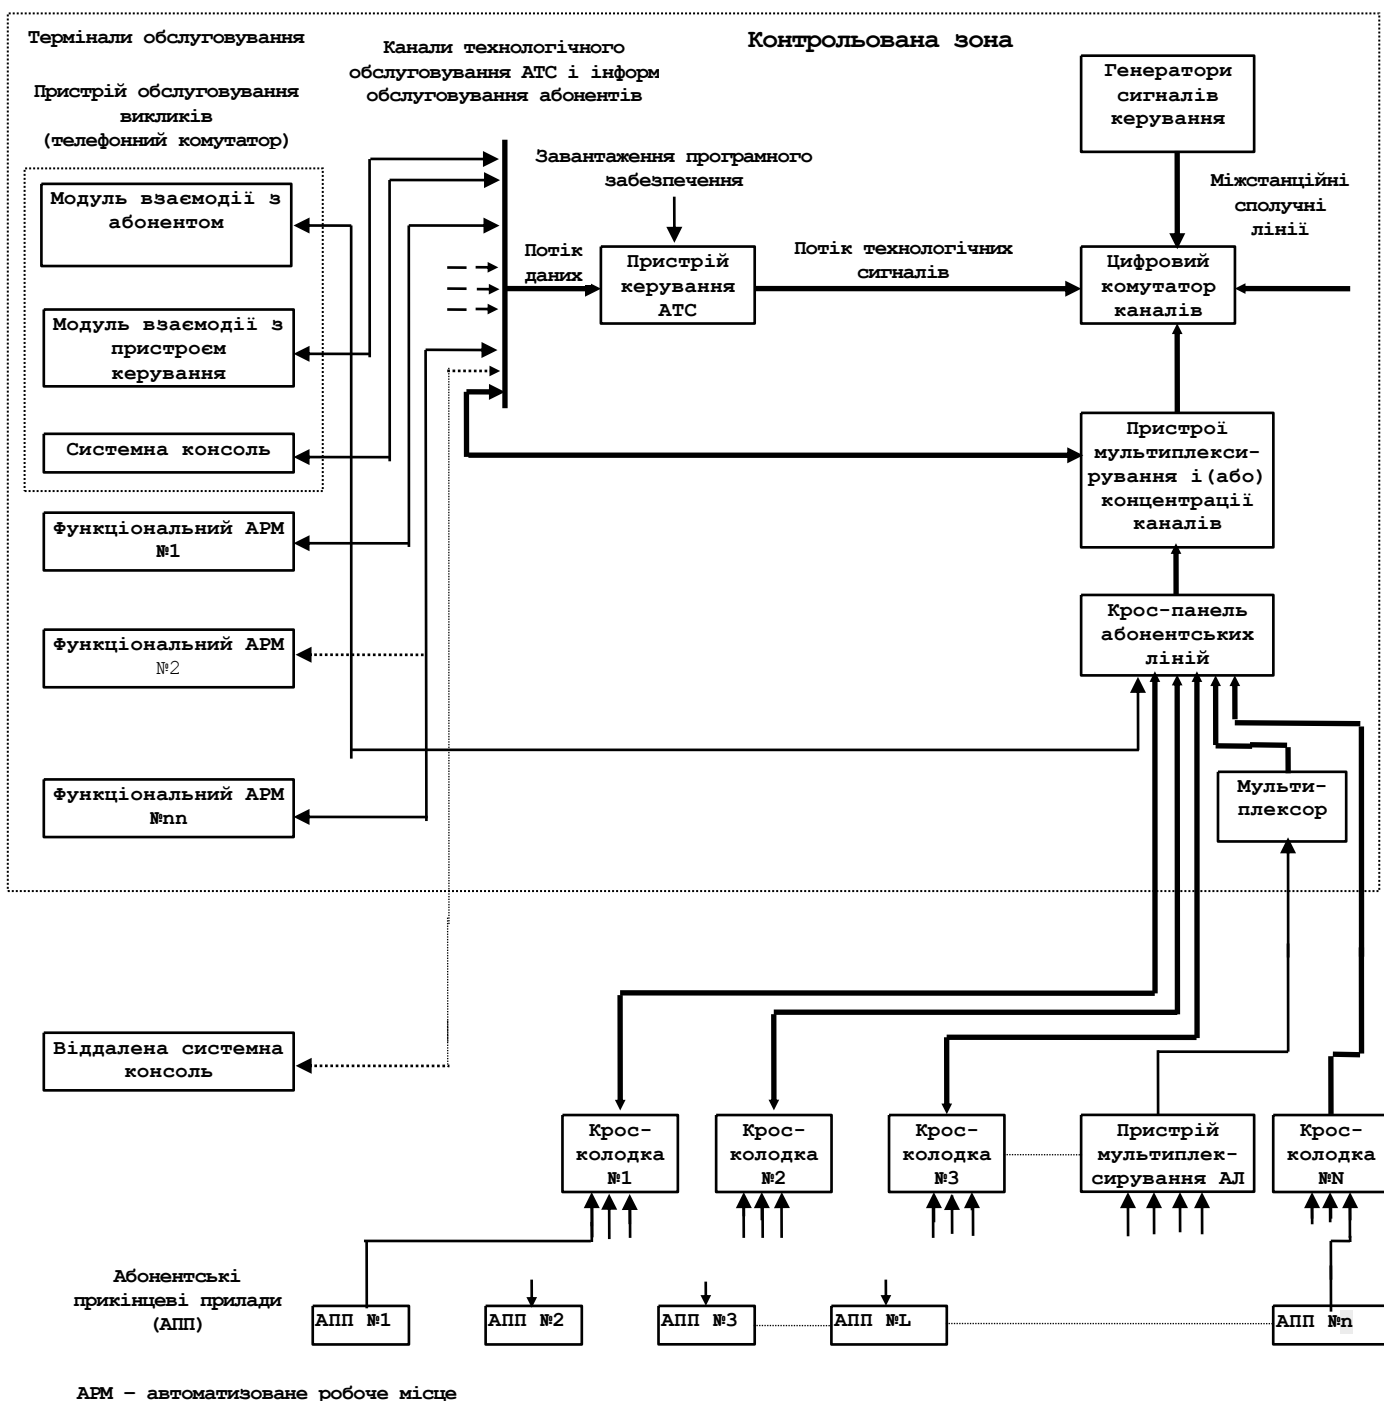 Термінали обслуговування
Канали технологічного
обслуговування АТС і інформ
обслуговування абонентів
Контрольована зона
Генератори
сигналів
керування
Пристрій обслуговування
викликів
(телефонний комутатор)
Завантаження програмного
забезпечення
Міжстанційні
сполучні
лінії
Модуль взаємодії з
абонентом
Потік
даних
Пристрій
керування
АТС
Потік технологічних
сигналів
Цифровий
комутатор
каналів
Модуль взаємодії з
пристроєм
керування
Системна консоль
Пристрої
мультиплекси-
рування і(або)
концентрації
каналів
Функціональний АРМ
№1
Крос-панель
абонентських
ліній
Функціональний АРМ
№2
Функціональний АРМ
№nn
Мульти-
плексор
Віддалена системна
консоль
Крос-
колодка
№1
Крос-
колодка
№2
Крос-
колодка
№3
Пристрій
мультиплек-
сирування АЛ
Крос-
колодка
№N
Абонентські
прикінцеві прилади
(АПП)
АПП №1
АПП №2
АПП №3
АПП №L
АПП №n
АРМ – автоматизоване робоче місце